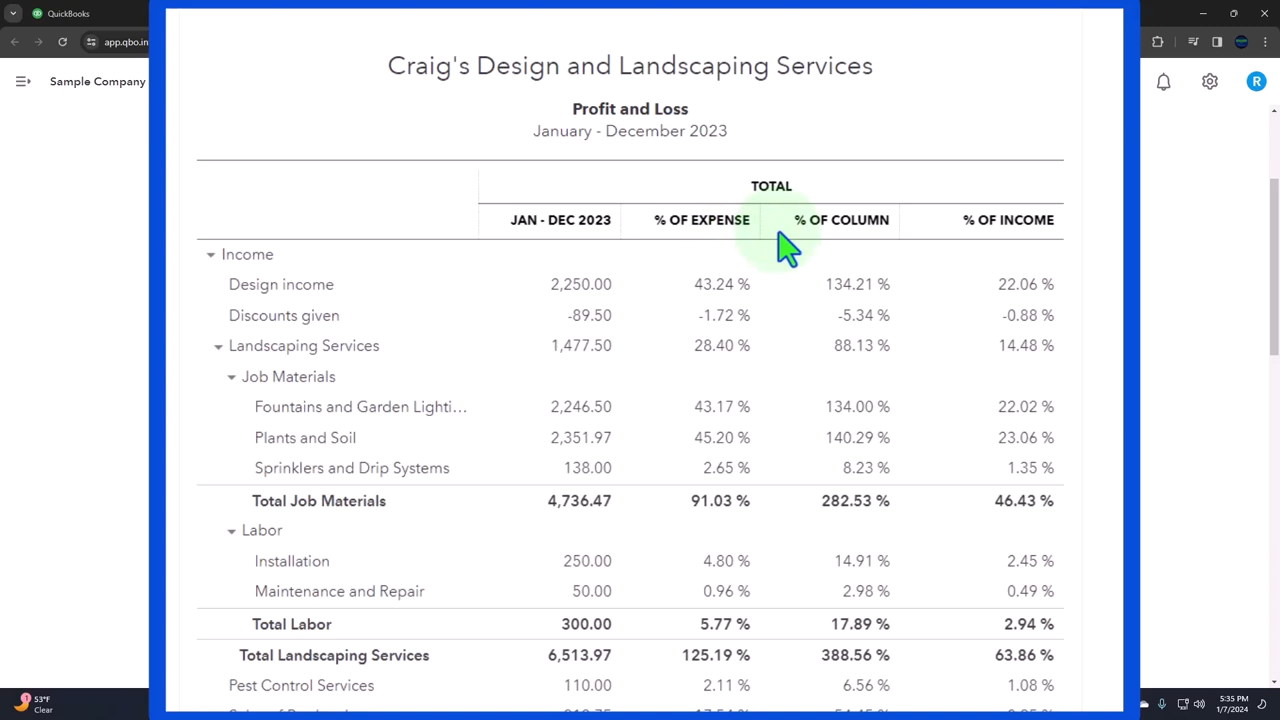 QuickBooks
app.qbo.in
Sample Company
R
Craig's Design and Landscaping Services
Profit and Loss
January - December 2023
TOTAL
JAN - DEC 2023 % OF EXPENSE % OF COLUMN % OF INCOME
Income
Design income 2,250.00 43.24 % 134.21 % 22.06 %
Discounts given -89.50 -1.72 % -5.34 % -0.88 %
Landscaping Services 1,477.50 28.40 % 88.13 % 14.48 %
Job Materials
Fountains and Garden Lighti... 2,246.50 43.17 % 134.00 % 22.02 %
Plants and Soil 2,351.97 45.20 % 140.29 % 23.06 %
Sprinklers and Drip Systems 138.00 2.65 % 8.23 % 1.35 %
Total Job Materials 4,736.47 91.03 % 282.53 % 46.43 %
Labor
Installation 250.00 4.80 % 14.91 % 2.45 %
Maintenance and Repair 50.00 0.96 % 2.98 % 0.49 %
Total Labor 300.00 5.77 % 17.89 % 2.94 %
Total Landscaping Services 6,513.97 125.19 % 388.56 % 63.86 %
Pest Control Services 110.00 2.11 % 6.56 % 1.08 %
53°F
Clear
5:35 PM
1/7/2024